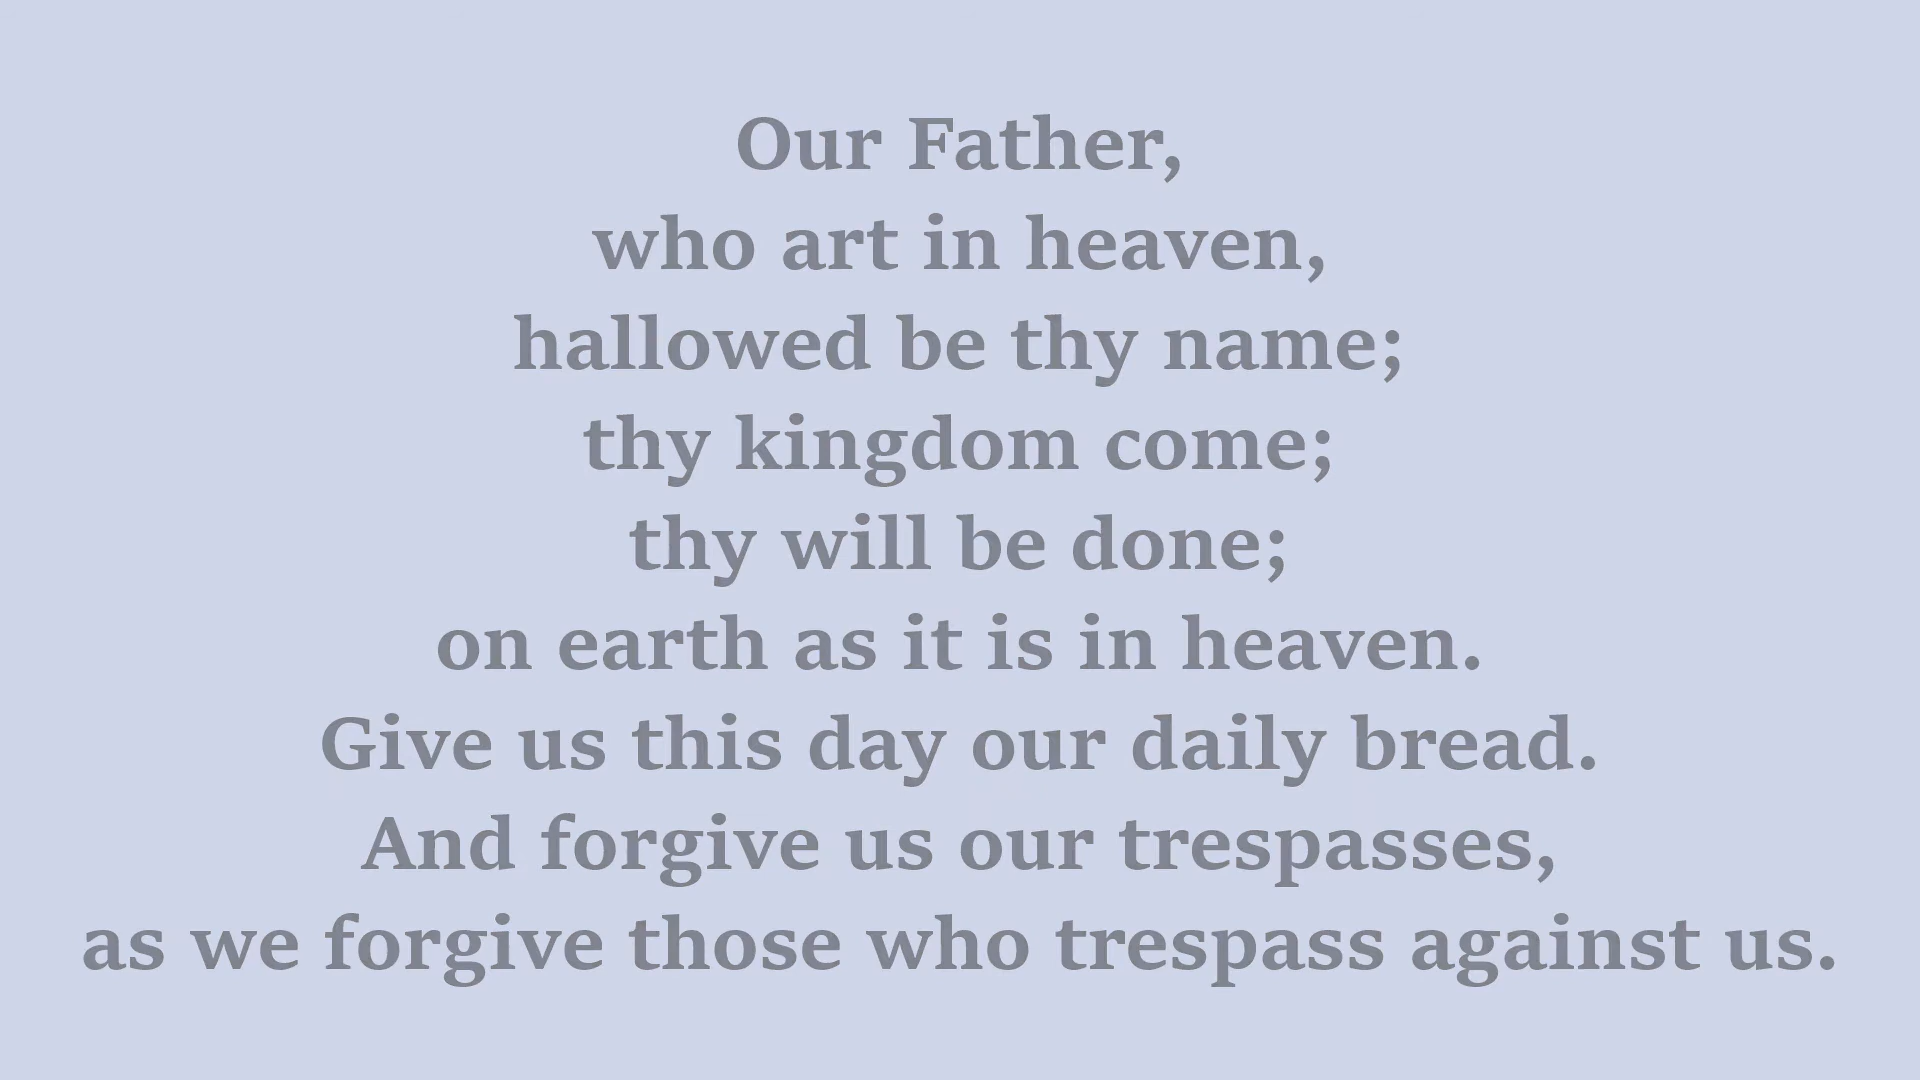 Our Father,
who art in heaven,
hallowed be thy name;
thy kingdom come;
thy will be done;
on earth as it is in heaven.
Give us this day our daily bread.
And forgive us our trespasses,
as we forgive those who trespass against us.